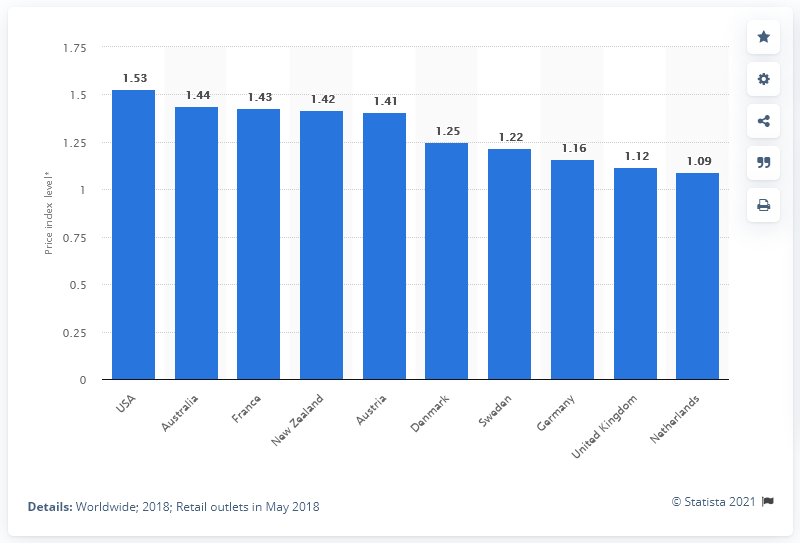 1.75
1.5
1.25
1
0.75
0.5
0.25
0
Price index level*
1.53
1.44
1.43
1.42
1.41
1.25
1.22
1.16
1.12
1.09
USA
Australia
France
New Zealand
Austria
Denmark
Sweden
Germany
United Kingdom
Netherlands
Details: Worldwide; 2018; Retail outlets in May 2018
© Statista 2021